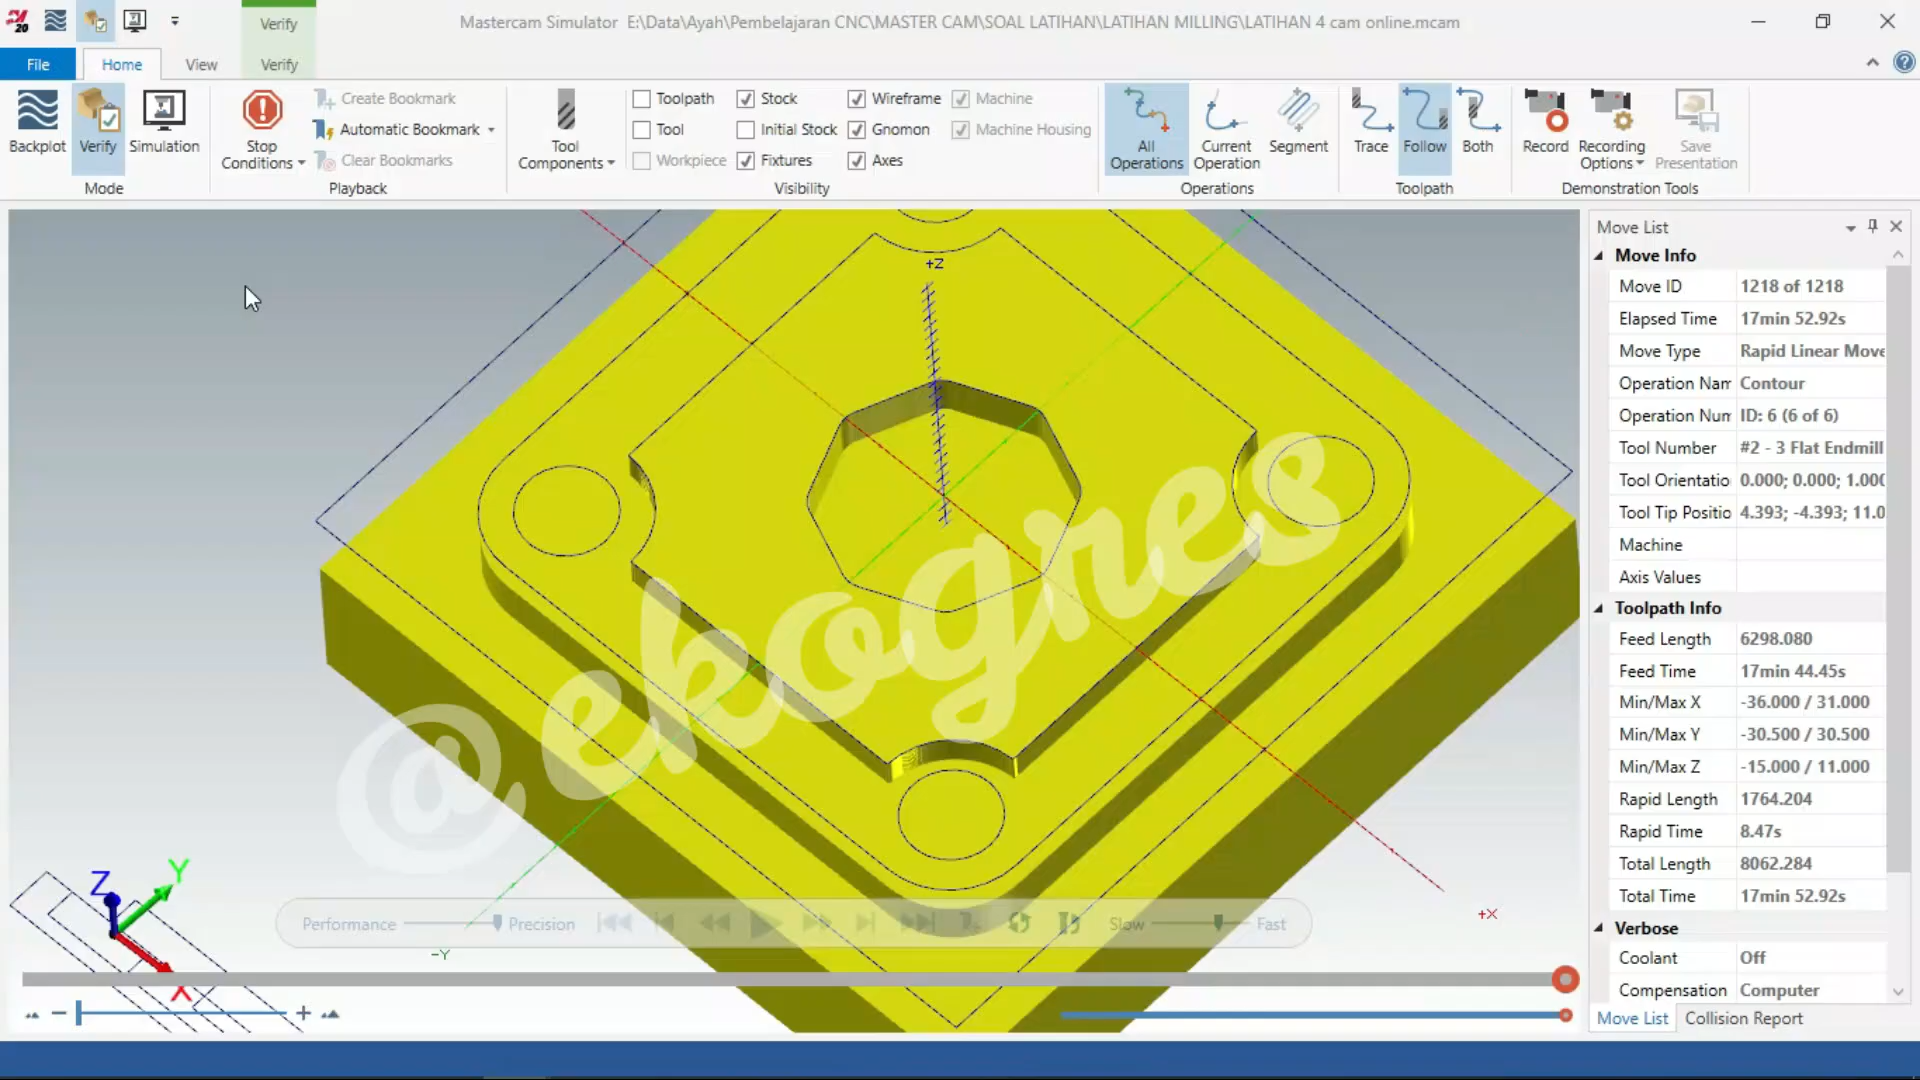 20
Verify
Mastercam Simulator E:\Data\Ayah\Pembelajaran CNC\MASTER CAM\SOAL LATIHAN\LATIHAN MILLING\LATIHAN 4 cam online.mcam
File
Home
View
Verify
Backplot
Verify
Simulation
Mode
Stop
Conditions
Create Bookmark
Automatic Bookmark
Clear Bookmarks
Playback
Tool
Components
Toolpath
Stock
Wireframe
Machine
Tool
Initial Stock
Gnomon
Machine Housing
Workpiece
Fixtures
Axes
Visibility
All
Operations
Current
Operation
Segment
Operations
Trace
Follow
Both
Toolpath
Record
Recording
Options
Save
Presentation
Demonstration Tools
+Z
@ekogres
+X
-Y
Z
Y
X
Performance
Precision
Slow
Fast
Move List
Move Info
Move ID 1218 of 1218
Elapsed Time 17min 52.92s
Move Type Rapid Linear Move
Operation Nam Contour
Operation Num ID: 6 (6 of 6)
Tool Number #2 - 3 Flat Endmill
Tool Orientatio 0.000; 0.000; 1.000
Tool Tip Positio 4.393; -4.393; 11.0
Machine
Axis Values
Toolpath Info
Feed Length 6298.080
Feed Time 17min 44.45s
Min/Max X -36.000 / 31.000
Min/Max Y -30.500 / 30.500
Min/Max Z -15.000 / 11.000
Rapid Length 1764.204
Rapid Time 8.47s
Total Length 8062.284
Total Time 17min 52.92s
Verbose
Coolant Off
Compensation Computer
Move List
Collision Report